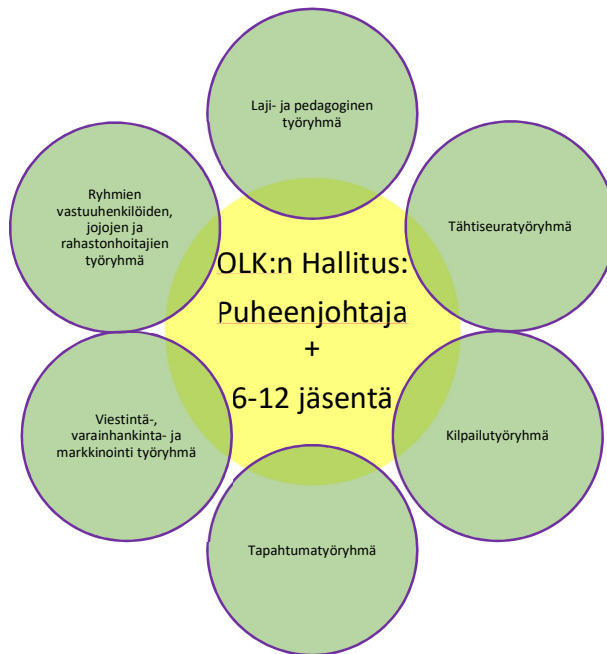 Laji- ja pedagoginen
työryhmä
Ryhmien
vastuuhenkilöiden,
jojojen ja
rahastonhoitajien
työryhmä
Tähtiseuratyöryhmä
OLK:n Hallitus:
Puheenjohtaja
+
6-12 jäsentä
Viestintä-,
varainhankinta- ja
markkinointi työryhmä
Kilpailutyöryhmä
Tapahtumatyöryhmä